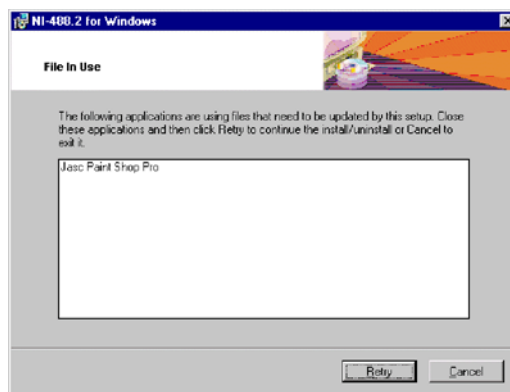 NI-488.2 for Windows
File In Use
The following applications are using files that need to be updated by this setup. Close
these applications and then click Retry to continue the install/uninstall or Cancel to
exit it.
Jasc Paint Shop Pro
Retry Cancel